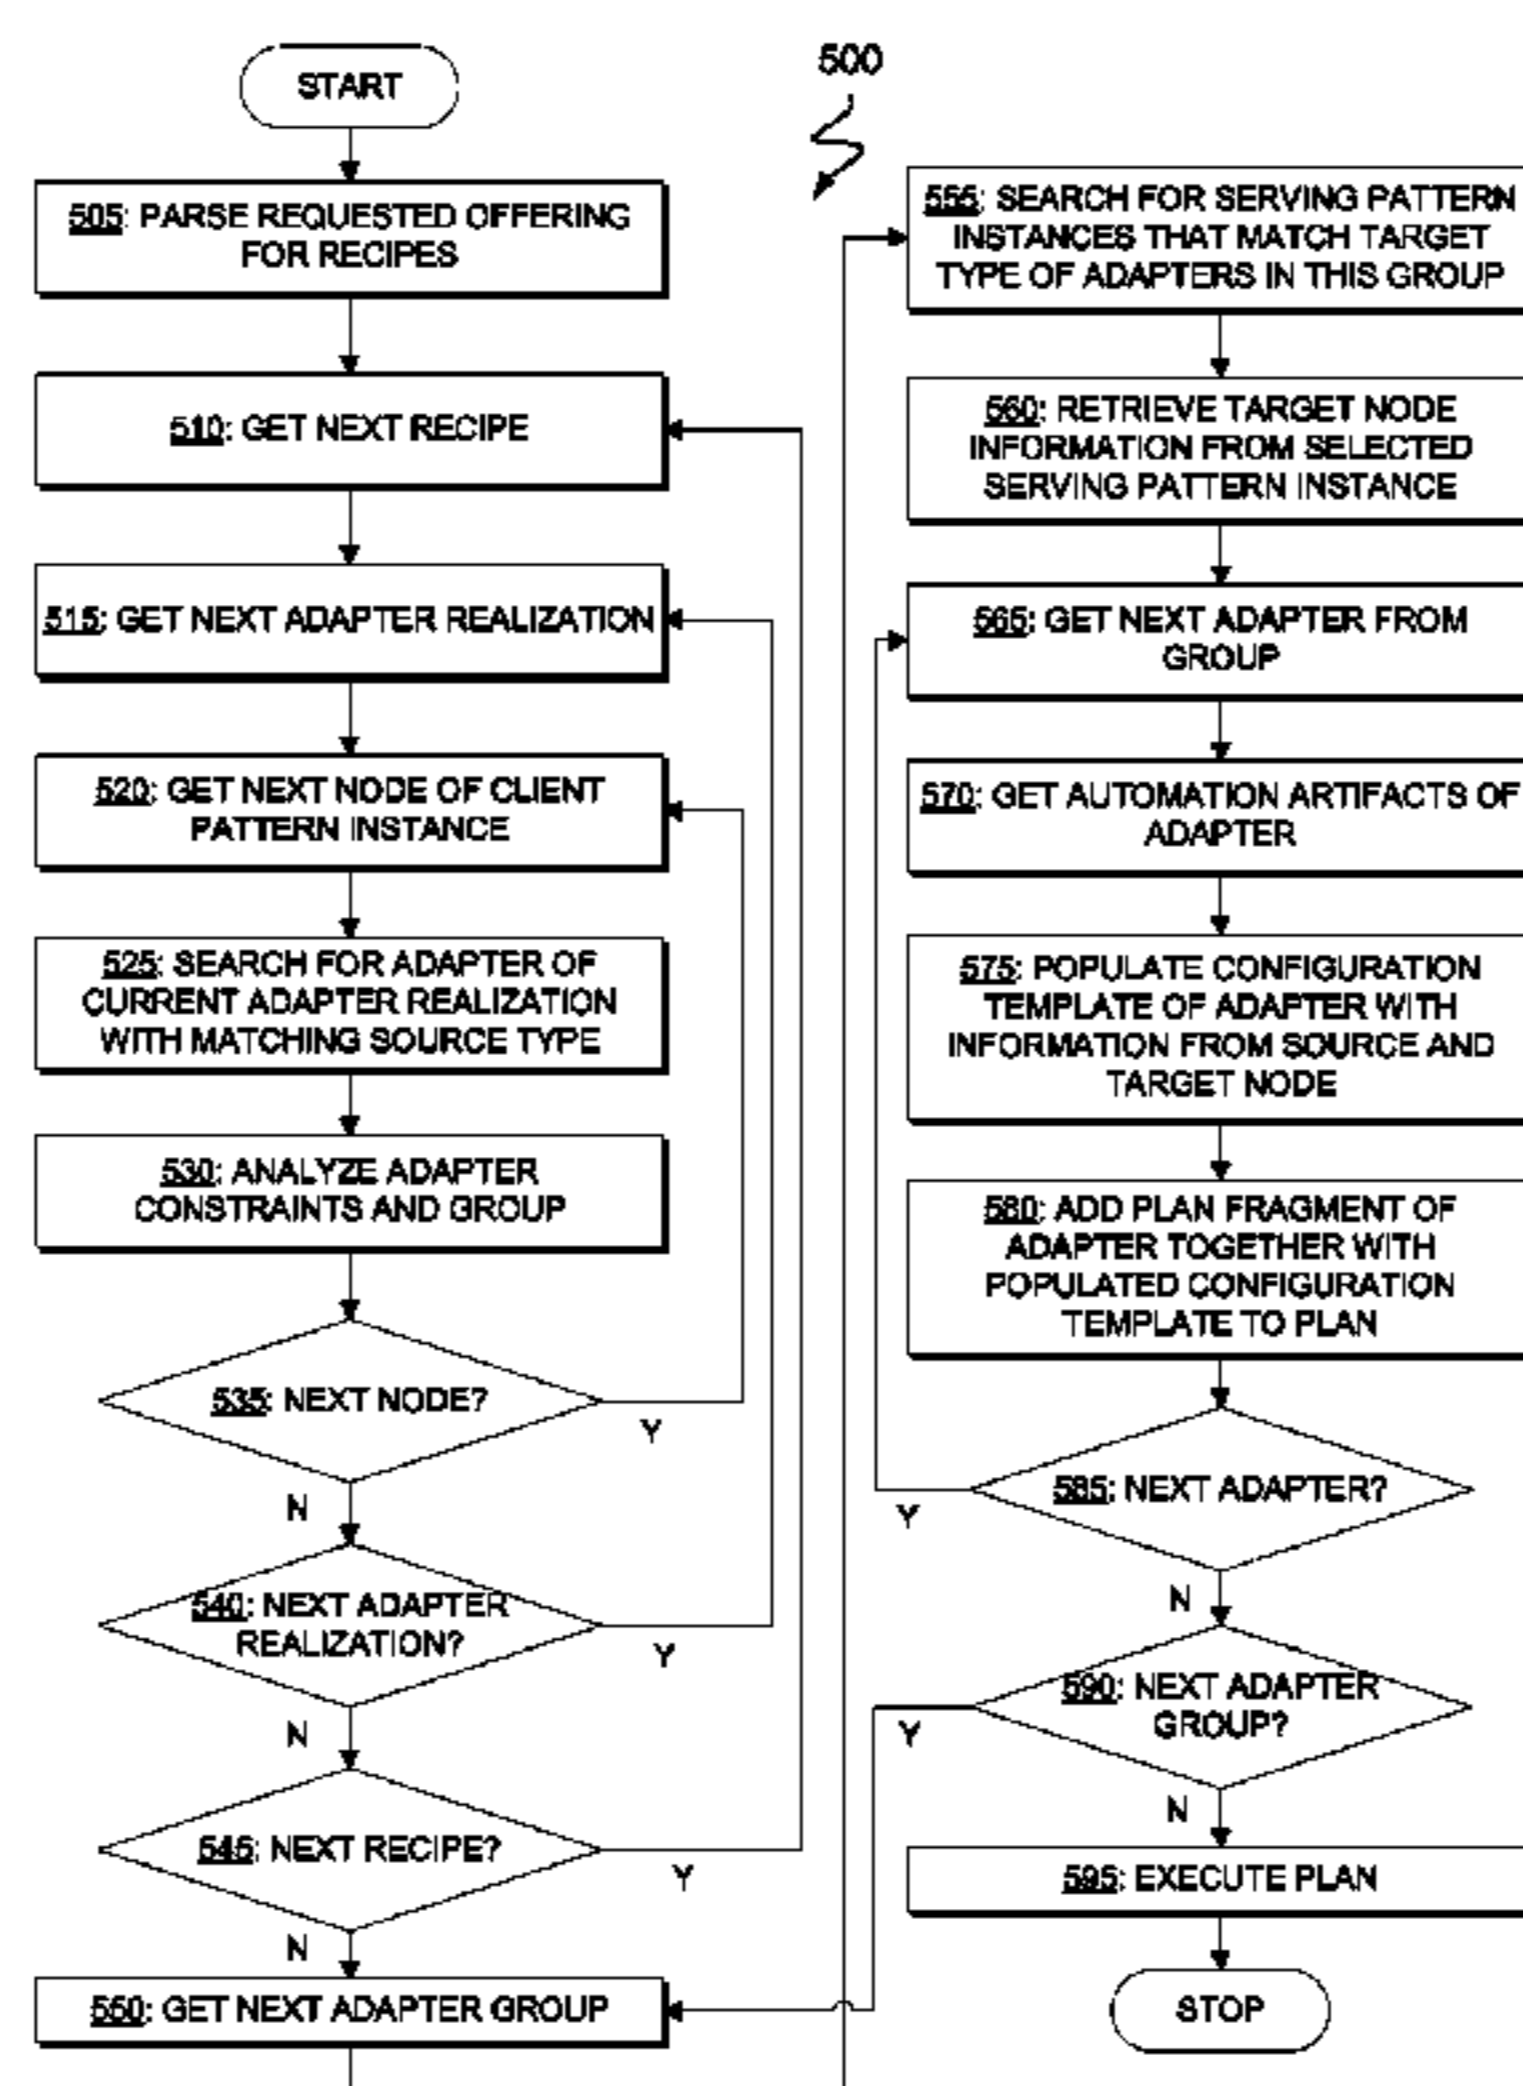 START
505: PARSE REQUESTED OFFERING
FOR RECIPES
510: GET NEXT RECIPE
515: GET NEXT ADAPTER REALIZATION
520: GET NEXT NODE OF CLIENT
PATTERN INSTANCE
525: SEARCH FOR ADAPTER OF
CURRENT ADAPTER REALIZATION
WITH MATCHING SOURCE TYPE
530: ANALYZE ADAPTER
CONSTRAINTS AND GROUP
535: NEXT NODE?
Y
N
540: NEXT ADAPTER
REALIZATION?
Y
N
545: NEXT RECIPE?
Y
N
550: GET NEXT ADAPTER GROUP
500
555: SEARCH FOR SERVING PATTERN
INSTANCES THAT MATCH TARGET
TYPE OF ADAPTERS IN THIS GROUP
560: RETRIEVE TARGET NODE
INFORMATION FROM SELECTED
SERVING PATTERN INSTANCE
565: GET NEXT ADAPTER FROM
GROUP
570: GET AUTOMATION ARTIFACTS OF
ADAPTER
575: POPULATE CONFIGURATION
TEMPLATE OF ADAPTER WITH
INFORMATION FROM SOURCE AND
TARGET NODE
580: ADD PLAN FRAGMENT OF
ADAPTER TOGETHER WITH
POPULATED CONFIGURATION
TEMPLATE TO PLAN
585: NEXT ADAPTER?
Y
N
590: NEXT ADAPTER
GROUP?
Y
N
595: EXECUTE PLAN
STOP